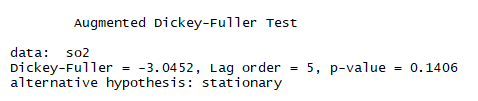 Augmented Dickey-Fuller Test
data:  so2
Dickey-Fuller = -3.0452, Lag order = 5, p-value = 0.1406
alternative hypothesis: stationary